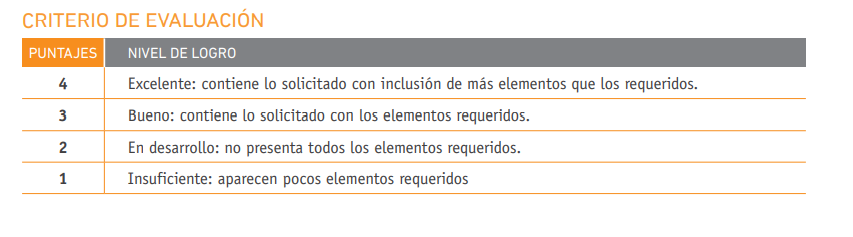 CRITERIO DE EVALUACIÓN
PUNTAJES NIVEL DE LOGRO
4 Excelente: contiene lo solicitado con inclusión de más elementos que los requeridos.
3 Bueno: contiene lo solicitado con los elementos requeridos.
2 En desarrollo: no presenta todos los elementos requeridos.
1 Insuficiente: aparecen pocos elementos requeridos